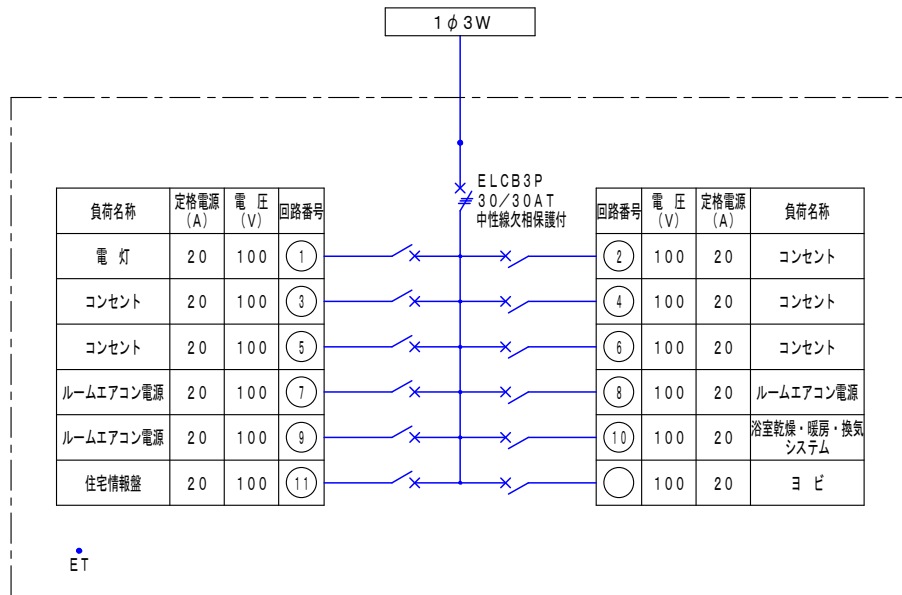 1φ3W
ELCB3P
30/30AT
中性線欠相保護付
負荷名称 定格電源(A) 電圧(V) 回路番号
電灯 20 100 1
コンセント 20 100 3
コンセント 20 100 5
ルームエアコン電源 20 100 7
ルームエアコン電源 20 100 9
住宅情報盤 20 100 11
回路番号 電圧(V) 定格電源(A) 負荷名称
2 100 20 コンセント
4 100 20 コンセント
6 100 20 コンセント
8 100 20 ルームエアコン電源
10 100 20 浴室乾燥・暖房・換気システム
100 20 ヨビ
ET